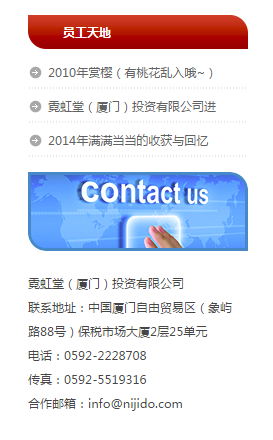 员工天地
2010年赏樱（有桃花乱入哦~）
霓虹堂（厦门）投资有限公司进
2014年满满当当的收获与回忆
contact us
霓虹堂（厦门）投资有限公司
联系地址：中国厦门自由贸易区（象屿
路88号）保税市场大厦2层25单元
电话：0592-2228708
传真：0592-5519316
合作邮箱：info@nijido.com